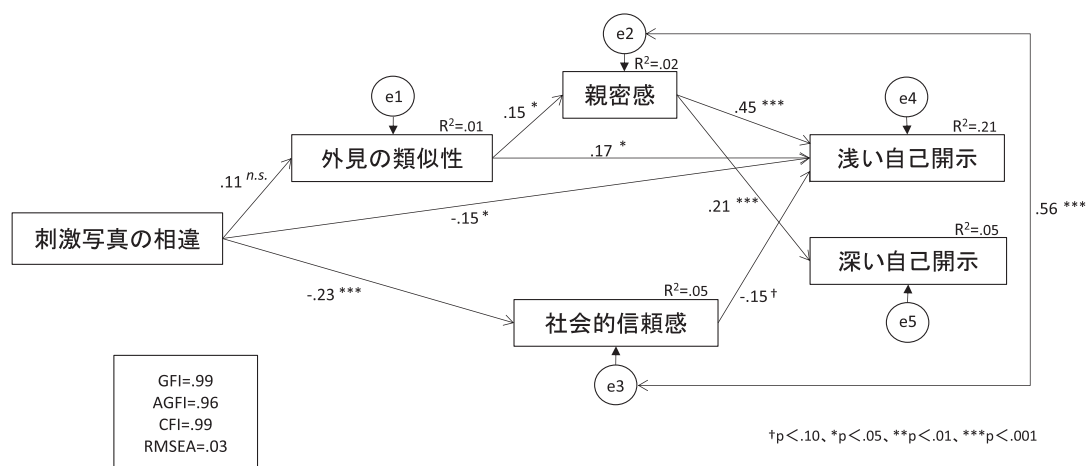 e2
R²=.02
親密感
e1
R²=.01
外見の類似性
.15 *
.45 ***
e4
R²=.21
浅い自己開示
.17 *
.11 n.s.
-.15 *
.21 ***
.56 ***
刺激写真の相違
R²=.05
深い自己開示
e5
-.23 ***
R²=.05
社会的信頼感
-.15 †
e3
GFI=.99
AGFI=.96
CFI=.99
RMSEA=.03
†p<.10、*p<.05、**p<.01、***p<.001